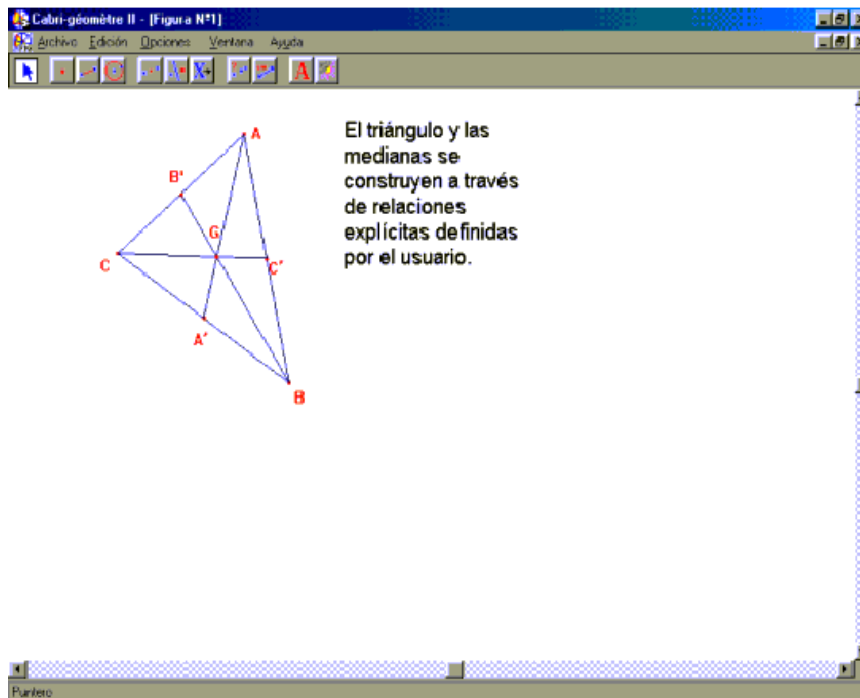 Cabri-géomètre II - [Figura Nº1]
Archivo Edición Opciones Ventana Ayuda
A
A
B'
G
C
C'
A'
B
El triángulo y las
medianas se
construyen a través
de relaciones
explícitas definidas
por el usuario.
Puntero